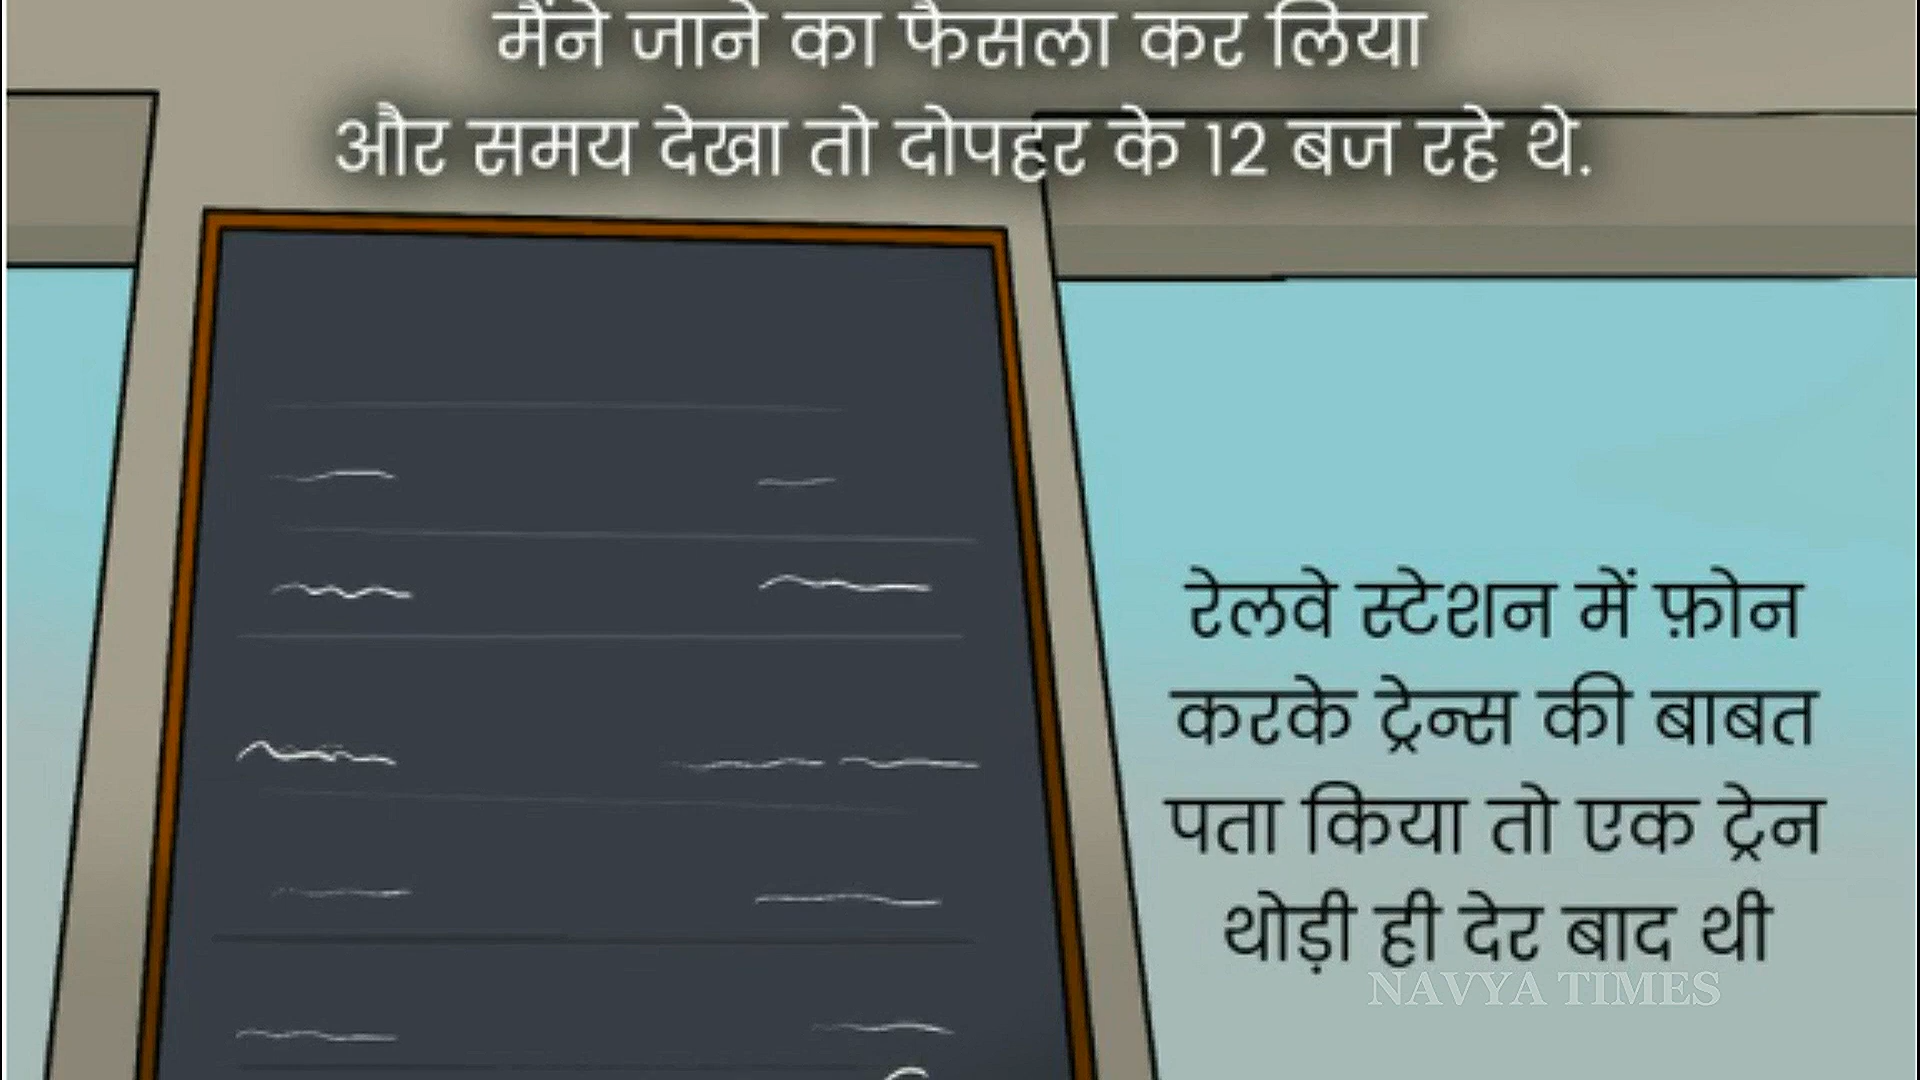 मैंने जाने का फैसला कर लिया
और समय देखा तो दोपहर के 12 बज रहे थे.
रेलवे स्टेशन में फ़ोन
करके ट्रेन्स की बाबत
पता किया तो एक ट्रेन
थोड़ी ही देर बाद थी
NAVYA TIMES